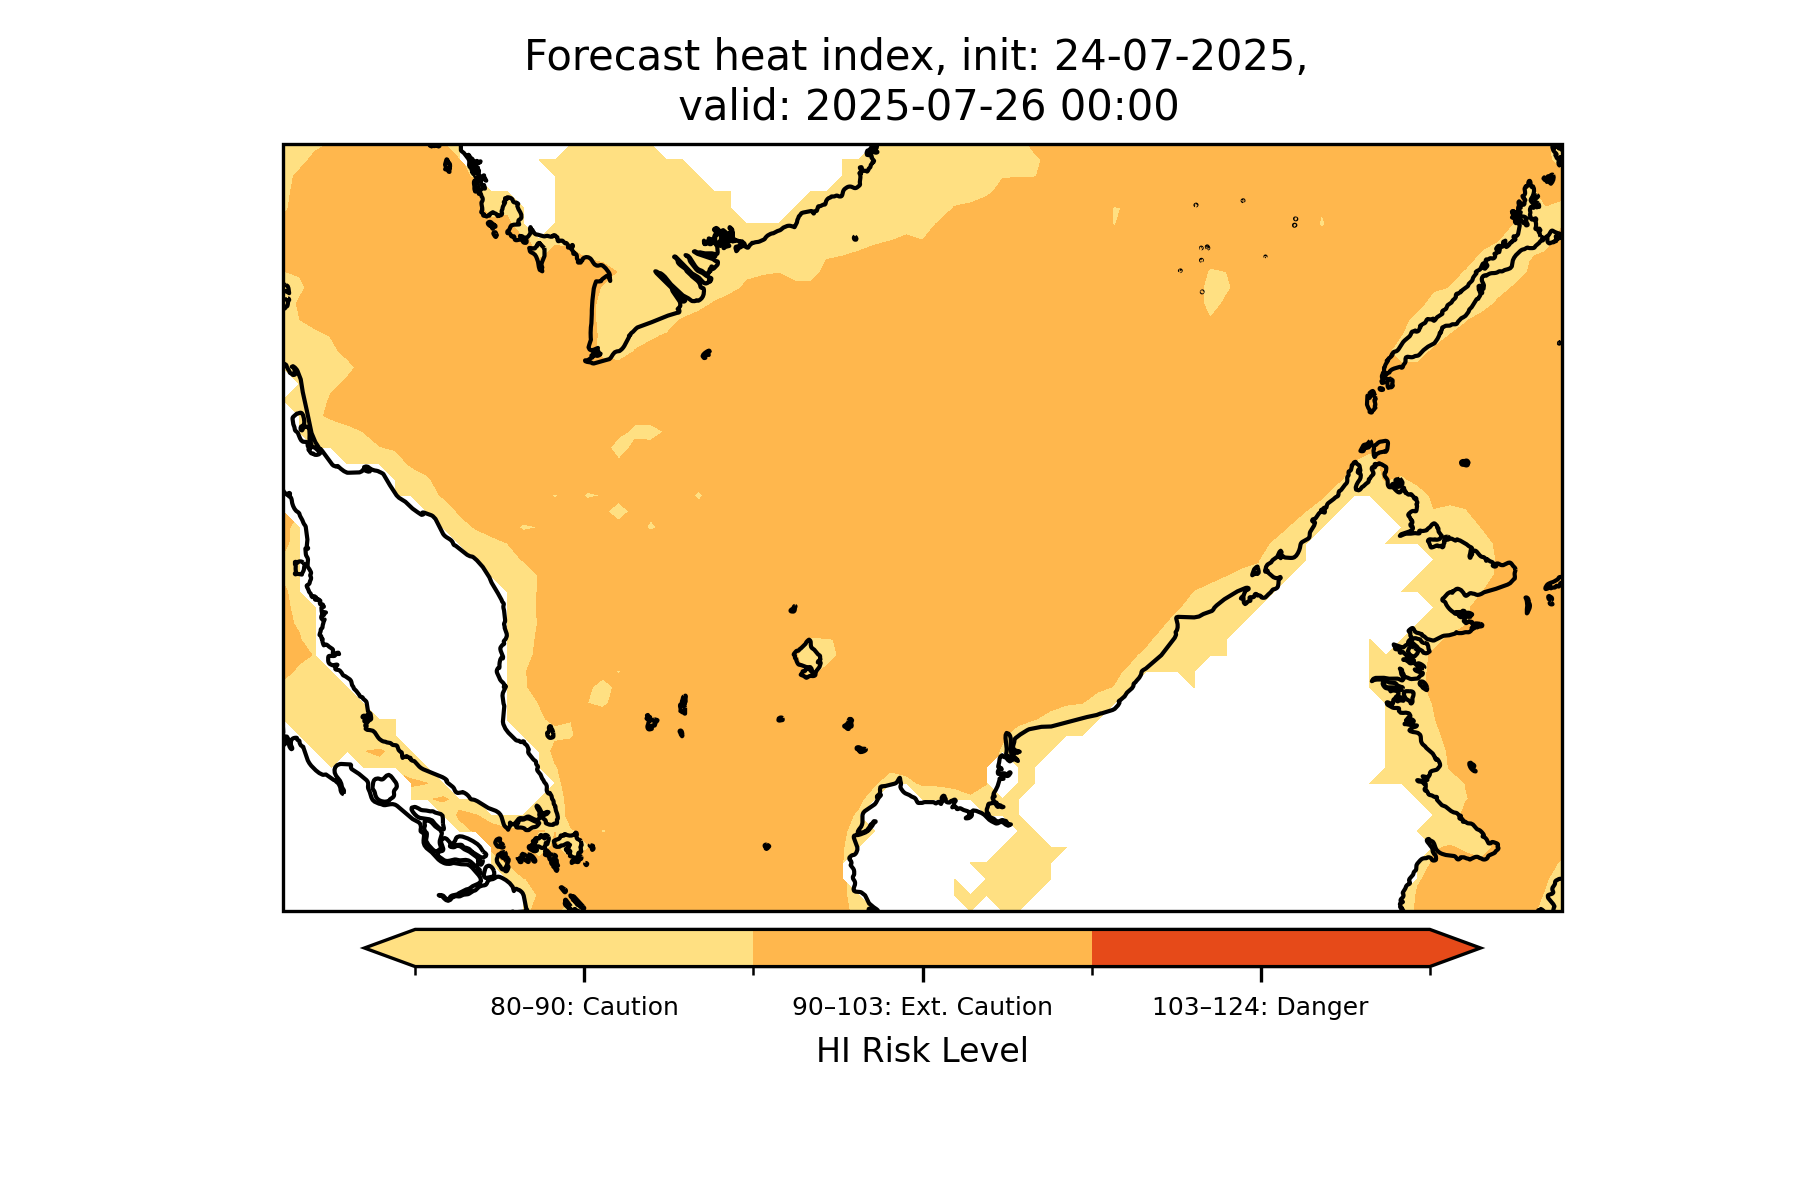 Forecast heat index, init: 24-07-2025,
valid: 2025-07-26 00:00
80–90: Caution
90–103: Ext. Caution
103–124: Danger
HI Risk Level